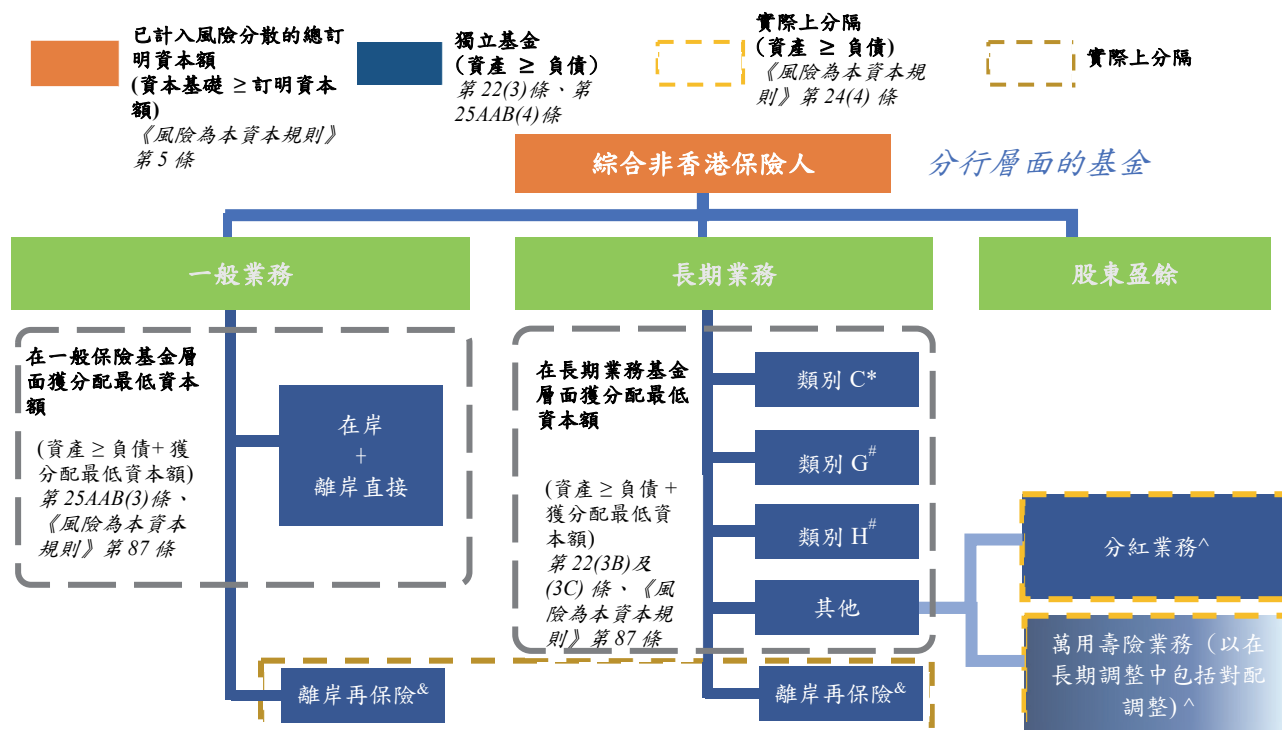 已計入風險分散的總訂
明資本額
(資本基礎 ≥ 訂明資本
額)
《風險為本資本規則》
第 5 條
獨立基金
(資產 ≥ 負債)
第 22(3)條、第
25AAB(4)條
實際上分隔
(資產 ≥ 負債)
《風險為本資本規
則》第 24(4) 條
實際上分隔
綜合非香港保險人
分行層面的基金
一般業務
長期業務
股東盈餘
在一般保險基金層
面獲分配最低資本
額
(資產 ≥ 負債+ 獲
分配最低資本額)
第 25AAB(3)條、
《風險為本資本
規則》第 87 條
在岸
+
離岸直接
離岸再保險&
在長期業務基金
層面獲分配最低
資本額
(資產 ≥ 負債 +
獲分配最低資
本額)
第 22(3B)及
(3C) 條、《風
險為本資本規
則》第 87 條
類別 C*
類別 G#
類別 H#
其他
離岸再保險&
分紅業務^
萬用壽險業務（以在
長期調整中包括對配
調整) ^